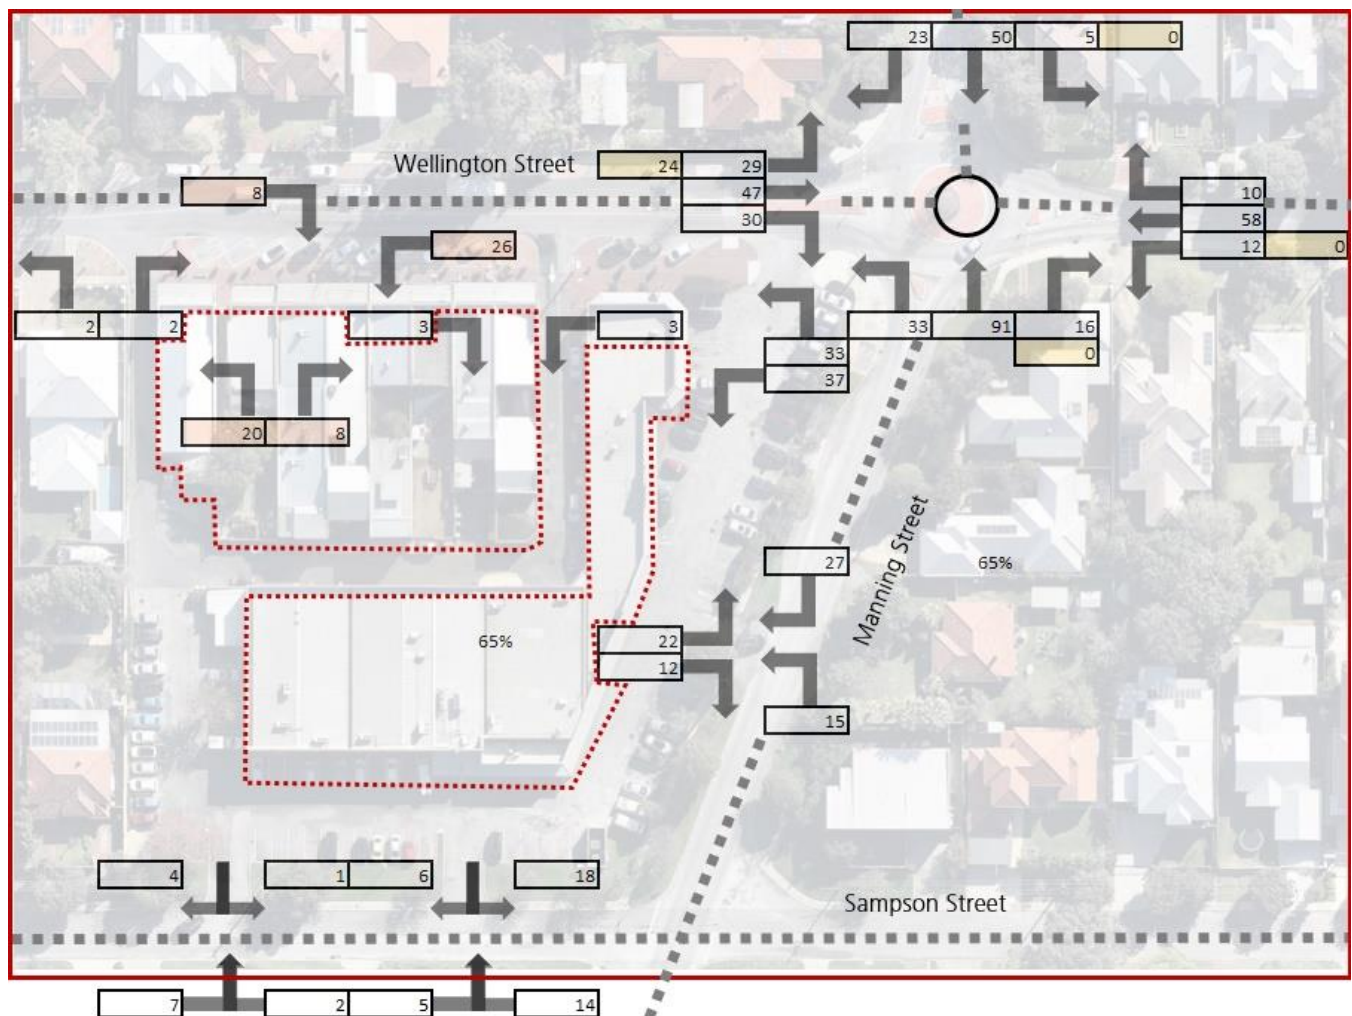 23 50 5 0
Wellington Street 24 29
8 47 10
30 58
26 12 0
2 2 3 3 33 91 16
33 0
37
20 8
27
65%
Manning Street
22 65%
12
15
4 1 6 18
Sampson Street
7 2 5 14